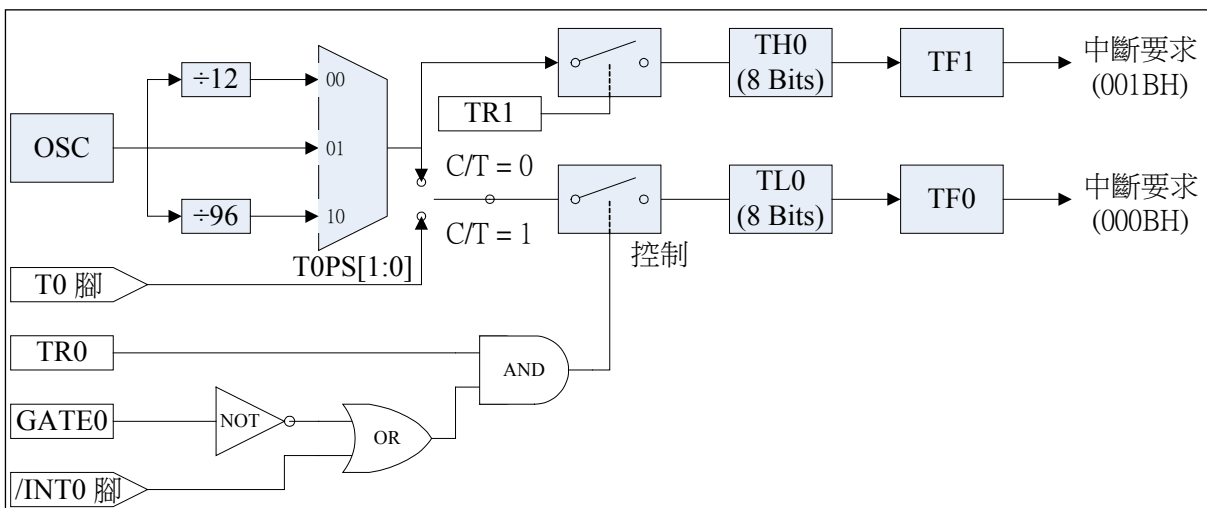 ÷12
00
TH0
(8 Bits)
TF1
中斷要求
(001BH)
TR1
OSC
01
C/T = 0
÷96
10
C/T = 1
TL0
(8 Bits)
TF0
中斷要求
(000BH)
控制
T0PS[1:0]
T0 腳
TR0
AND
GATE0
NOT
OR
/INT0 腳